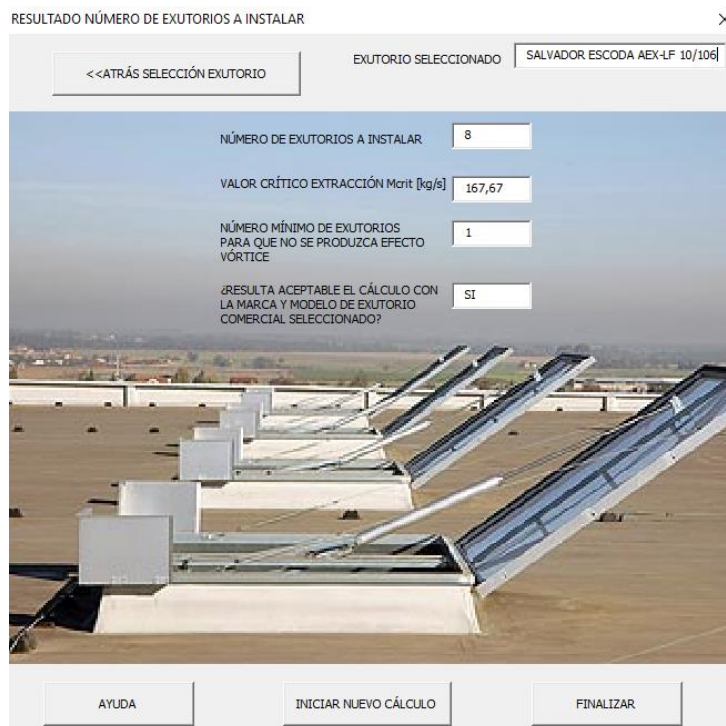 RESULTADO NÚMERO DE EXUTORIOS A INSTALAR
<<ATRÁS SELECCIÓN EXUTORIO
EXUTORIO SELECCIONADO
SALVADOR ESCODA AEX-LF 10/106
NÚMERO DE EXUTORIOS A INSTALAR
8
VALOR CRÍTICO EXTRACCIÓN Mcrit [kg/s]
167,67
NÚMERO MÍNIMO DE EXUTORIOS
PARA QUE NO SE PRODUZCA EFECTO
VÓRTICE
1
¿RESULTA ACEPTABLE EL CÁLCULO CON
LA MARCA Y MODELO DE EXUTORIO
COMERCIAL SELECCIONADO?
SI
AYUDA
INICIAR NUEVO CÁLCULO
FINALIZAR